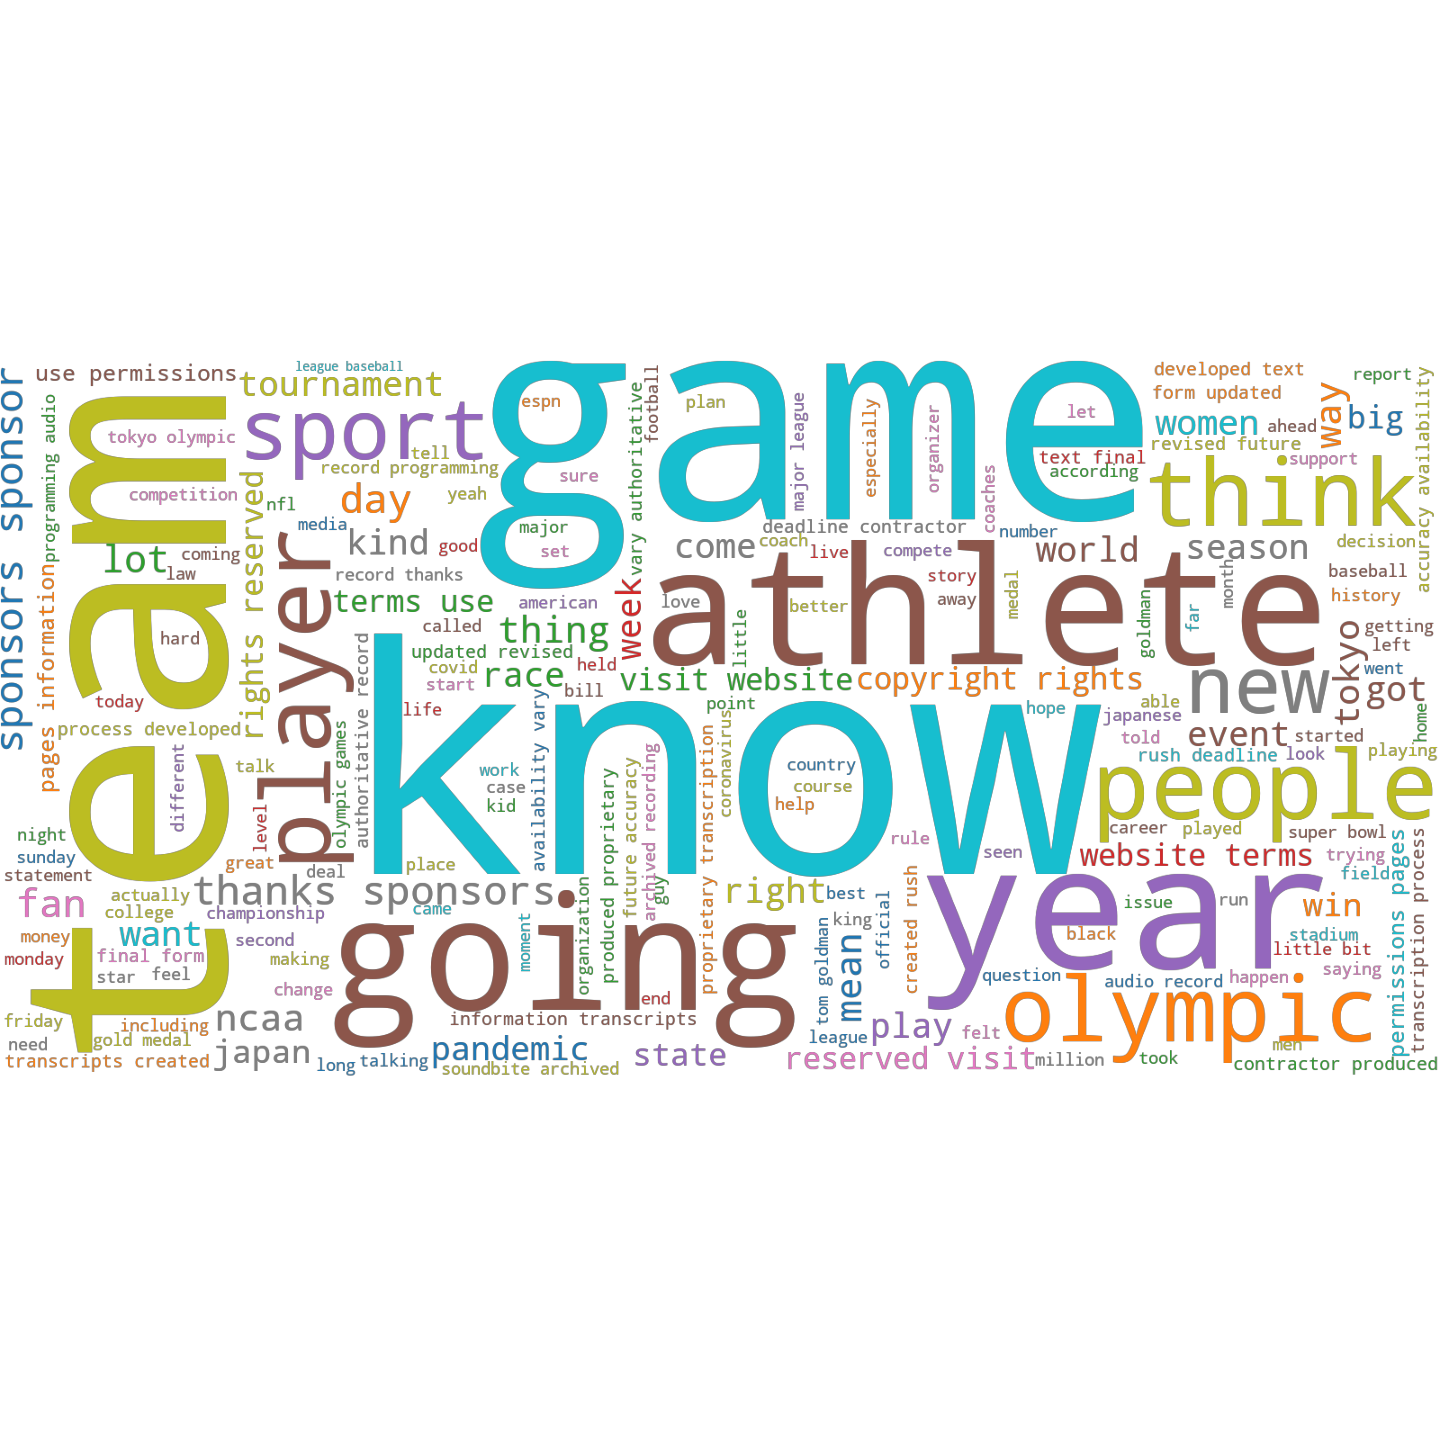 league baseball
use permissions
tournament
game
developed text
report
form updated
sponsors sponsor
team
sport
espn
football
plan
major league
especially
organizer
let
women
ahead
way
big
programming audio
tokyo olympic
tell
record programming
sure
vary authoritative
text final
according
revised future
support
think
accuracy availability
competition
rights reserved
nfl
day
yeah
media
major
set
deadline contractor
coach
coaches
number
decision
lot
coming
law
player
kind
good
come
live
compete
world
season
record thanks
story
baseball
pages information
terms use
american
week
love
better
away
medal
athlete
goldman
far
month
history
hard
called
thing
little
tokyo
getting
left
updated revised
authoritative record
covid
start
race
held
bill
visit website
copyright rights
new
went
got
today
life
know
point
hope
able
japanese
home
process developed
different
talk
olympic games
availability vary
told
event
started
work
case
kid
produced proprietary
archived recording
proprietary transcription
coronavirus
country
course
help
rush deadline
look
playing
people
night
sunday
statement
level
great
deal
place
future accuracy
rule
seen
career
played
super bowl
website terms
trying
field
permissions pages
transcription process
fan
actually
college
thanks sponsors
championship
came
guy
right
best
king
official
created rush
year
issue
run
win
stadium
money
want
second
moment
organization
black
little bit
monday
final form
star
feel
making
going
mean
tom goldman
question
audio record
happen
saying
change
end
friday
including
ncaa
information transcripts
play
felt
olympic
need
gold medal
japan
pandemic
state
league
men
transcripts created
long
talking
soundbite archived
reserved visit
million
took
contractor produced